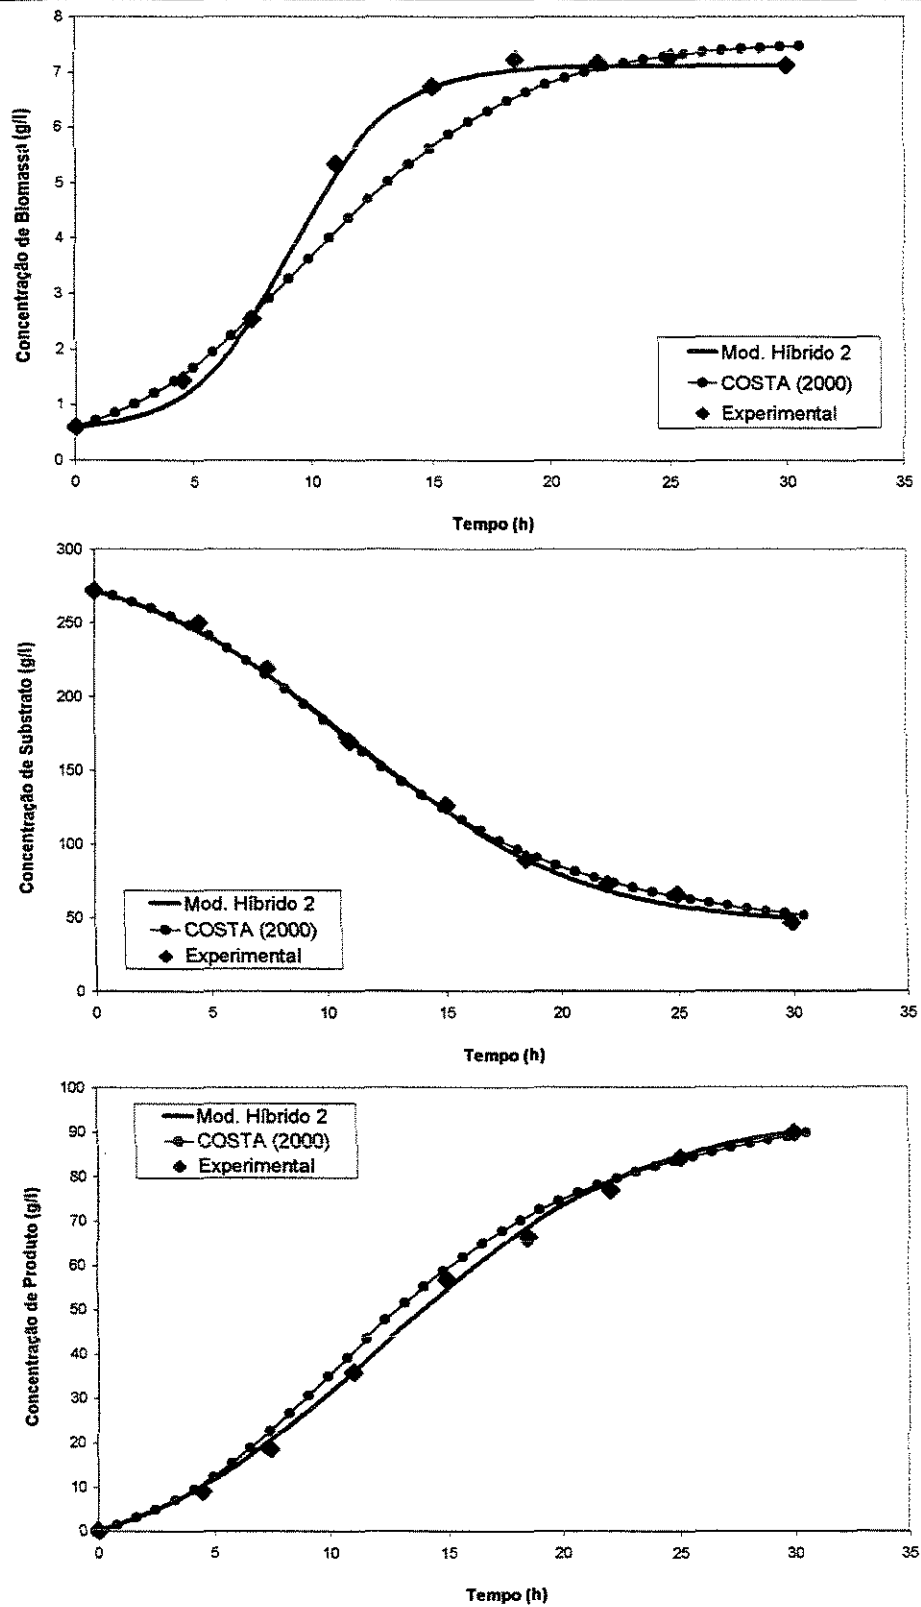 8
7
6
5
4
3
2
1
0
Concentração de Biomassa (g/l)
Mod. Híbrido 2
COSTA (2000)
Experimental
0 5 10 15 20 25 30 35
Tempo (h)
300
250
200
150
100
50
0
Concentração de Substrato (g/l)
Mod. Híbrido 2
COSTA (2000)
Experimental
0 5 10 15 20 25 30 35
Tempo (h)
100
90
80
70
60
50
40
30
20
10
0
Concentração de Produto (g/l)
Mod. Híbrido 2
COSTA (2000)
Experimental
0 5 10 15 20 25 30 35
Tempo (h)